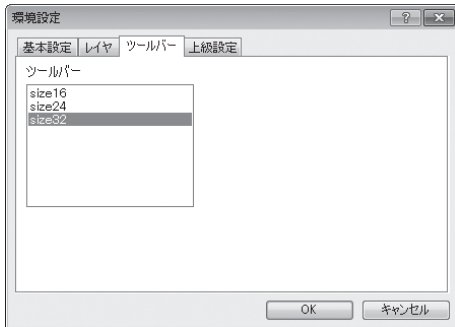 環境設定
基本設定 レイヤ ツールバー 上級設定
ツールバー
size16
size24
size32
OK キャンセル